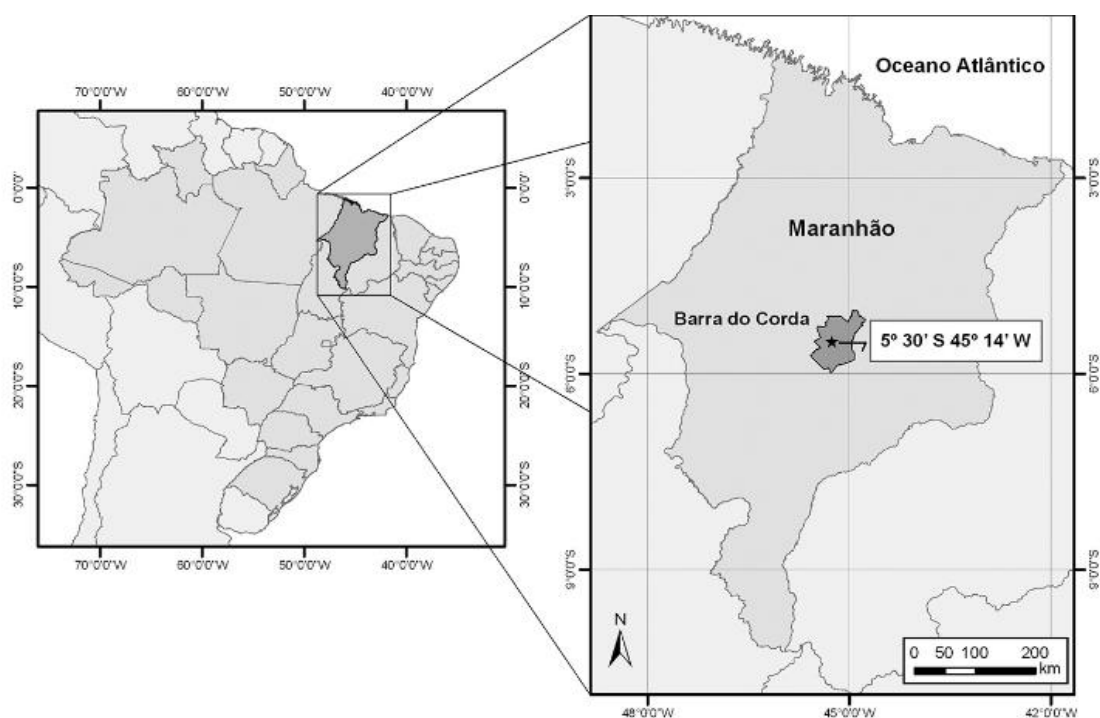 70°0'0"W 60°0'0"W 50°0'0"W 40°0'0"W
0°0'0" 0°0'0"
10°0'0"S 10°0'0"S
20°0'0"S 20°0'0"S
30°0'0"S 30°0'0"S
70°0'0"W 60°0'0"W 50°0'0"W 40°0'0"W
Oceano Atlântico
3°0'0"S 3°0'0"S
Maranhão
Barra do Corda
5º 30' S 45º 14' W
6°0'0"S 6°0'0"S
9°0'0"S 9°0'0"S
N
0 50 100 200
km
48°0'0"W 45°0'0"W 42°0'0"W